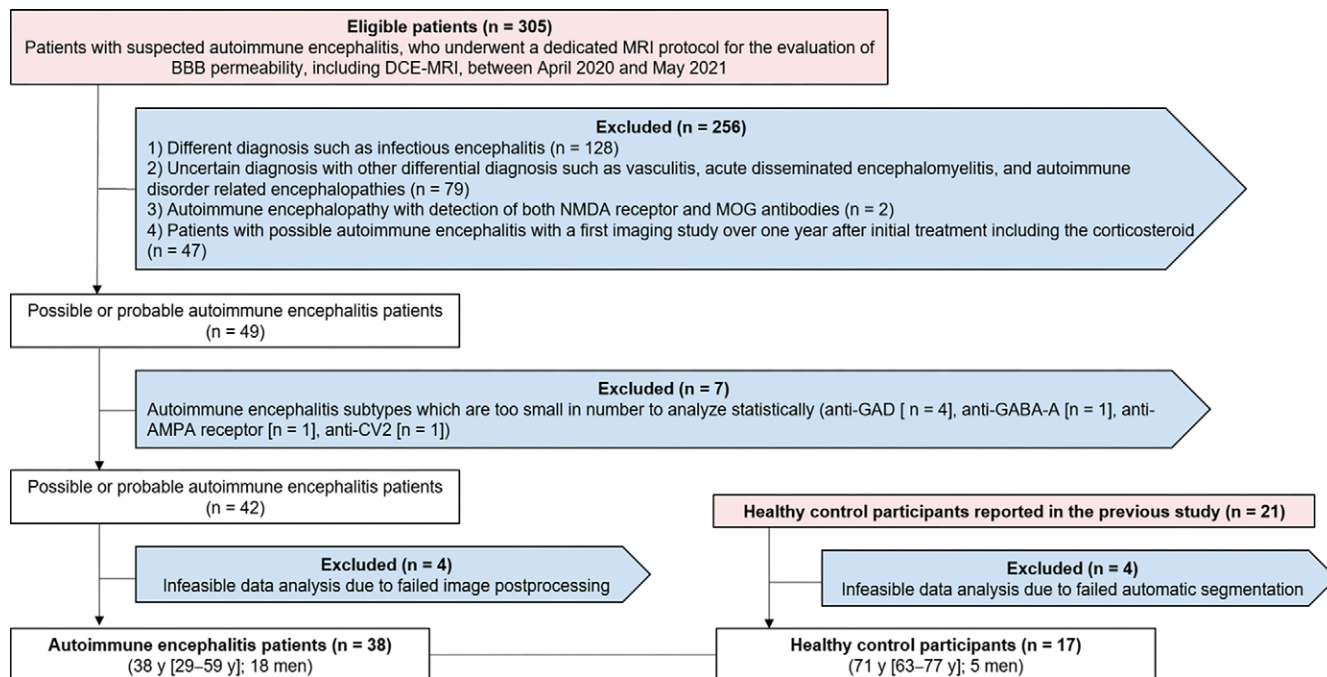 Eligible patients (n = 305)
Patients with suspected autoimmune encephalitis, who underwent a dedicated MRI protocol for the evaluation of
BBB permeability, including DCE-MRI, between April 2020 and May 2021
Excluded (n = 256)
1) Different diagnosis such as infectious encephalitis (n = 128)
2) Uncertain diagnosis with other differential diagnosis such as vasculitis, acute disseminated encephalomyelitis, and autoimmune
disorder related encephalopathies (n = 79)
3) Autoimmune encephalopathy with detection of both NMDA receptor and MOG antibodies (n = 2)
4) Patients with possible autoimmune encephalitis with a first imaging study over one year after initial treatment including the corticosteroid
(n = 47)
Possible or probable autoimmune encephalitis patients
(n = 49)
Excluded (n = 7)
Autoimmune encephalitis subtypes which are too small in number to analyze statistically (anti-GAD [ n = 4], anti-GABA-A [n = 1], anti-
AMPA receptor [n = 1], anti-CV2 [n = 1])
Possible or probable autoimmune encephalitis patients
(n = 42)
Healthy control participants reported in the previous study (n = 21)
Excluded (n = 4)
Infeasible data analysis due to failed image postprocessing
Excluded (n = 4)
Infeasible data analysis due to failed automatic segmentation
Autoimmune encephalitis patients (n = 38)
(38 y [29–59 y]; 18 men)
Healthy control participants (n = 17)
(71 y [63–77 y]; 5 men)